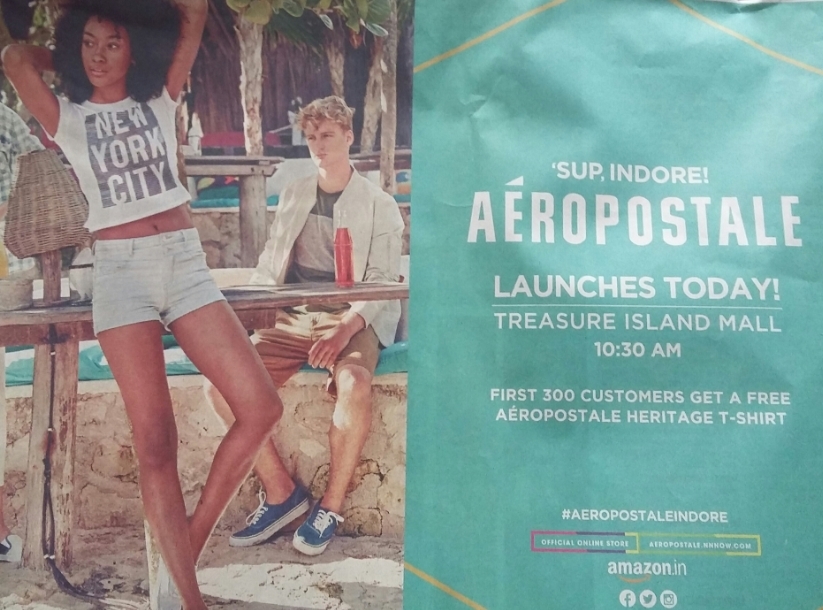 NEW
YORK
CITY
'SUP, INDORE!
AÉROPOSTALE
LAUNCHES TODAY!
TREASURE ISLAND MALL
10:30 AM
FIRST 300 CUSTOMERS GET A FREE
AÉROPOSTALE HERITAGE T-SHIRT
#AEROPOSTALEINDORE
OFFICIAL ONLINE STORE AEROPOSTALE.NNNOW.COM
amazon.in